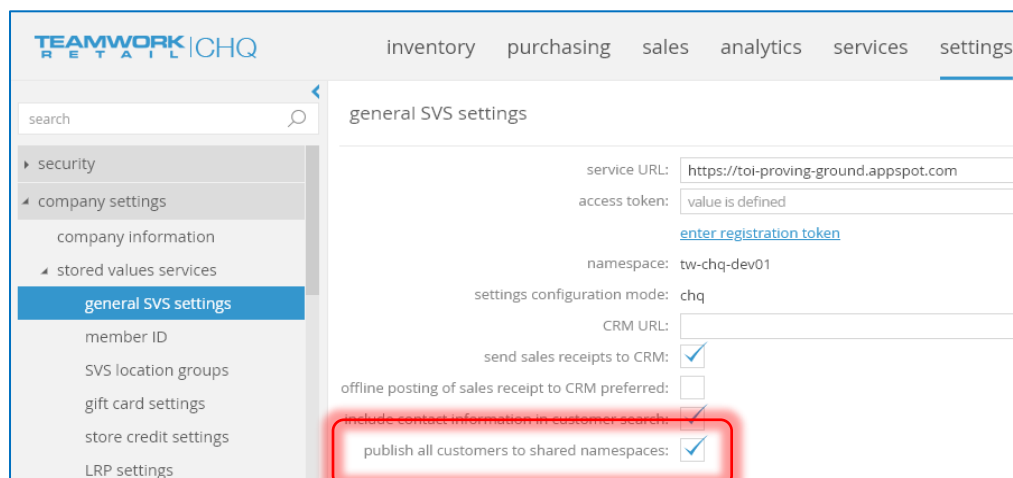 TEAMWORK RETAIL | CHQ
inventory purchasing sales analytics services settings
search
security
company settings
company information
stored values services
general SVS settings
member ID
SVS location groups
gift card settings
store credit settings
LRP settings
general SVS settings
service URL: https://toi-proving-ground.appspot.com
access token: value is defined
enter registration token
namespace: tw-chq-dev01
settings configuration mode: chq
CRM URL:
send sales receipts to CRM:
offline posting of sales receipt to CRM preferred:
include contact information in customer search:
publish all customers to shared namespaces: